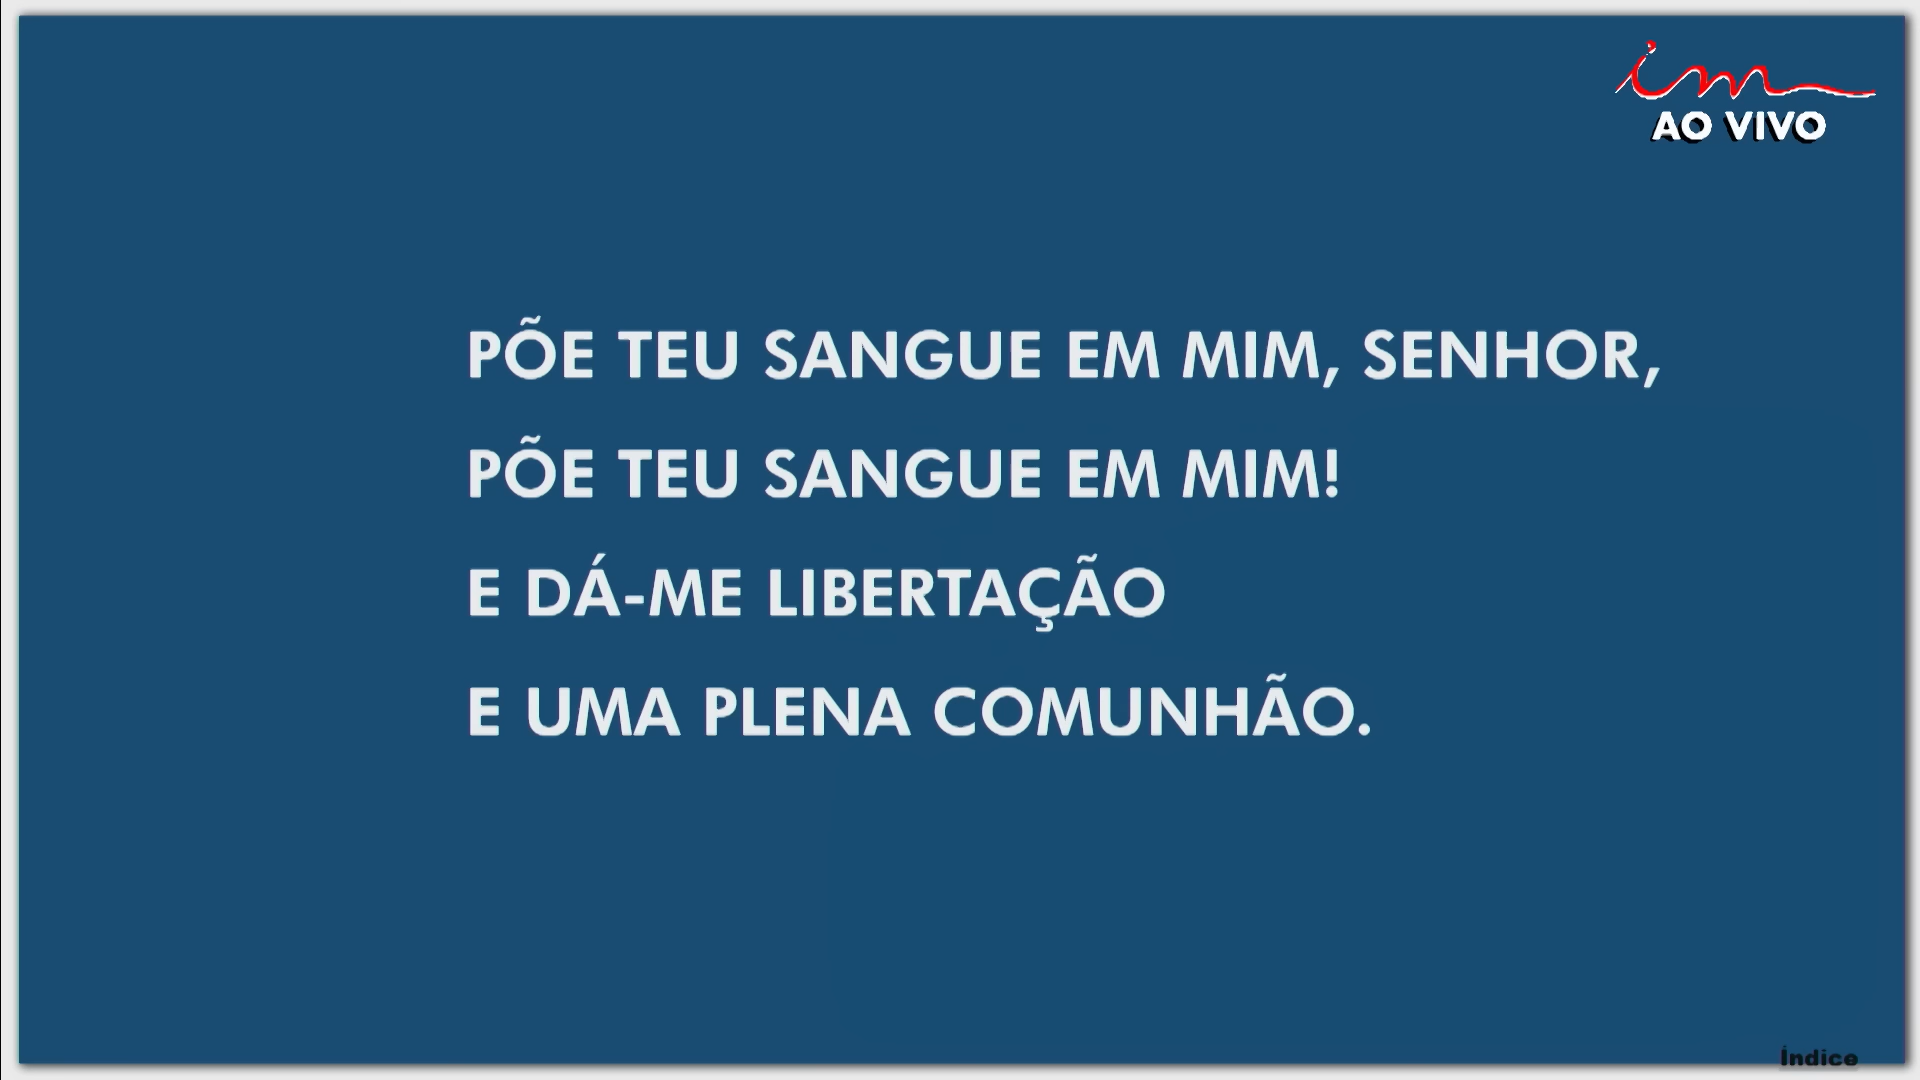 im
AO VIVO
PÕE TEU SANGUE EM MIM, SENHOR,
PÕE TEU SANGUE EM MIM!
E DÁ-ME LIBERTAÇÃO
E UMA PLENA COMUNHÃO.
Índice